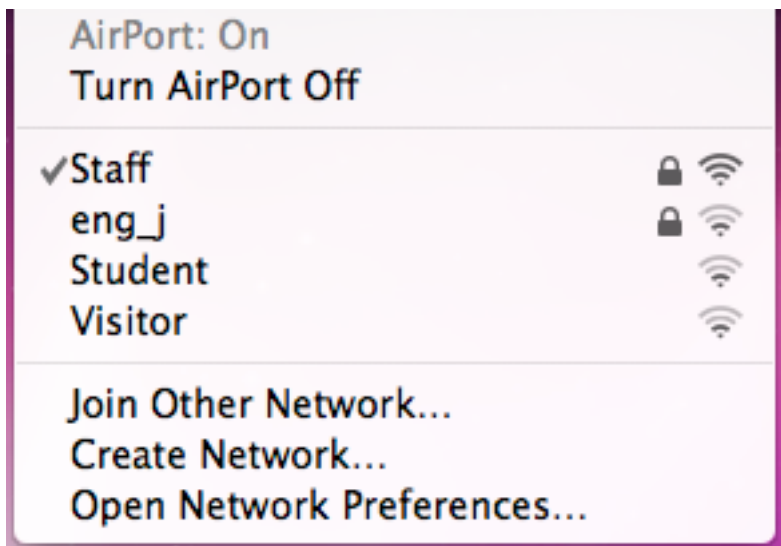 AirPort: On
Turn AirPort Off
Staff
eng_j
Student
Visitor
Join Other Network...
Create Network...
Open Network Preferences...